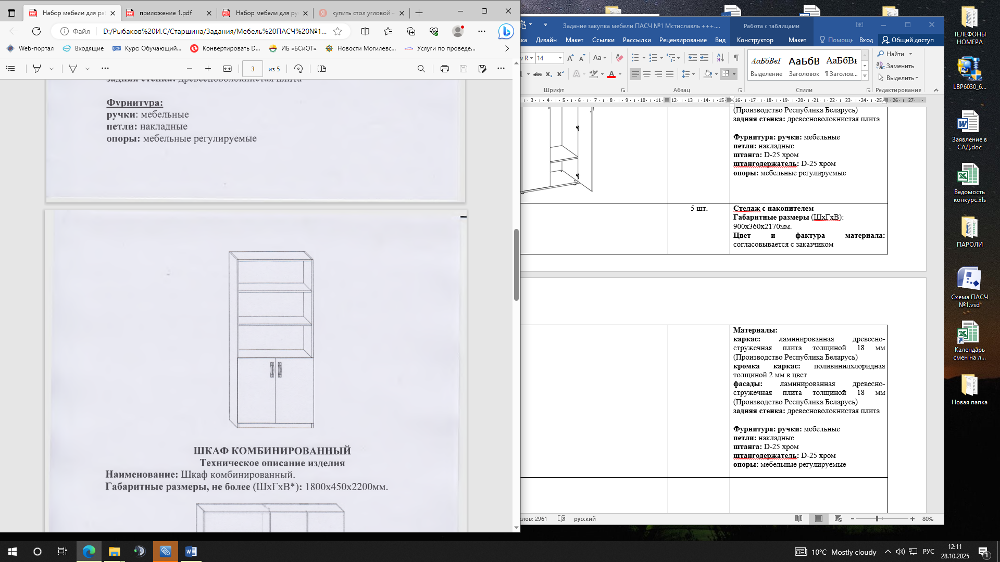 Набор мебели для ра
приложение 1.pdf
Набор мебели для ру
купить стол угловой –
Файл
D:/Рыбаков%20И.С/Старшина/Задания/Мебель%20ПАСЧ%20№1...
Web-портал
Входящие
Курс: Обучающий...
Конвертировать D...
ИБ «БСиОТ»
Новости Могилевс...
Услуги по проведе...
3
из 5
задняя стенка: древесноволокнистая плита
Фурнитура:
ручки: мебельные
петли: накладные
опоры: мебельные регулируемые
ШКАФ КОМБИНИРОВАННЫЙ
Техническое описание изделия
Наименование: Шкаф комбинированный.
Габаритные размеры, не более (ШхГхВ*): 1800х450х2200мм.
Задание закупка мебели ПАСЧ №1 Мстиславль +++....
Работа с таблицами
ка
Дизайн
Макет
Ссылки
Рассылки
Рецензирование
Вид
Конструктор
Макет
Помощн
Вход
Общий доступ
14
Aa
АаБбВвІ
АаБбВ
АаБбВв
Выделение
Заголовок
¶ Заголов...
Найти
Заменить
Выделить
Шрифт
Абзац
Стили
Редактирование
(Производство Республика Беларусь)
задняя стенка: древесноволокнистая плита
Фурнитура: ручки: мебельные
петли: накладные
штанга: D-25 хром
штангодержатель: D-25 хром
опоры: мебельные регулируемые
5 шт.
Стелаж с накопителем
Габаритные размеры (ШхГхВ):
900х360х2170мм.
Цвет и фактура материала:
согласовывается с заказчиком
Материалы:
каркас: ламинированная древесно-
стружечная плита толщиной 18 мм
(Производство Республика Беларусь)
кромка каркас: поливинилхлоридная
толщиной 2 мм в цвет
фасады: ламинированная древесно-
стружечная плита толщиной 18 мм
(Производство Республика Беларусь)
задняя стенка: древесноволокнистая плита
Фурнитура: ручки: мебельные
петли: накладные
штанга: D-25 хром
штангодержатель: D-25 хром
опоры: мебельные регулируемые
слов: 2961
русский
80%
ТЕЛЕФОНЫ
НОМЕРА
LBP6030_6...
Заявление в
САД.doc
Ведомость
конкурс.xls
ПАРОЛИ
Схема ПАСЧ
№1.vsd
Календарь
смен на л...
Новая папка
10°C Mostly cloudy
РУС
12:11
28.10.2025
1